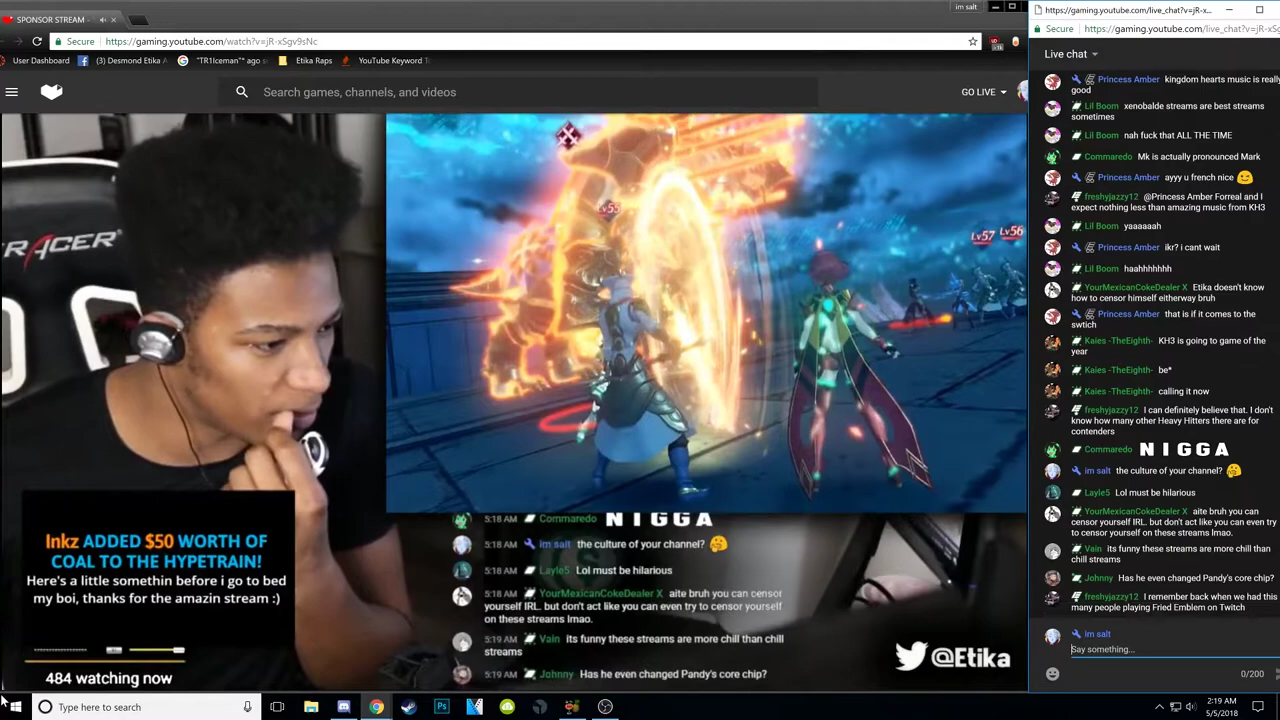 im salt
https://gaming.youtube.com/live_chat?v=jR-x...
SPONSOR STREAM
Secure https://gaming.youtube.com/watch?v=jR-xSgv9sNc
Secure https://gaming.youtube.com/live_chat?v=jR-xSg
User Dashboard
(3) Desmond Etika A
"TR1Iceman"* ago
Etika Raps
YouTube Keyword To
Search games, channels, and videos
GO LIVE
TRACER
Lv55
Lv57
Lv56
Inkz ADDED $50 WORTH OF
COAL TO THE HYPETRAIN!
Here's a little somethin before i go to bed
my boi, thanks for the amazin stream :)
484 watching now
5:18 AM Commaredo N I G G A
5:18 AM im salt the culture of your channel? 🤔
5:18 AM Layle5 Lol must be hilarious
5:18 AM YourMexicanCokeDealer X aite bruh you can censor
yourself IRL. but don't act like you can even try to censor
yourself on these streams lmao.
5:19 AM Vain its funny these streams are more chill than chill
streams
5:19 AM Johnny Has he even changed Pandy's core chip?
@Etika
Live chat
Princess Amber kingdom hearts music is really
good
Lil Boom xenobalde streams are best streams
sometimes
Lil Boom nah fuck that ALL THE TIME
Commaredo Mk is actually pronounced Mark
Princess Amber ayyy u french nice 😉
freshyjazzy12 @Princess Amber Forreal and I
expect nothing less than amazing music from KH3
Lil Boom yaaaaaah
Princess Amber ikr? i cant wait
Lil Boom haahhhhhhh
YourMexicanCokeDealer X Etika doesn't know
how to censor himself eitherway bruh
Princess Amber that is if it comes to the
swtich
Kaies -TheEighth- KH3 is going to game of the
year
Kaies -TheEighth- be*
Kaies -TheEighth- calling it now
freshyjazzy12 I can definitely believe that. I don't
know how many other Heavy Hitters there are for
contenders
Commaredo N I G G A
im salt the culture of your channel? 🤔
Layle5 Lol must be hilarious
YourMexicanCokeDealer X aite bruh you can
censor yourself IRL. but don't act like you can even try
to censor yourself on these streams lmao.
Vain its funny these streams are more chill than
chill streams
Johnny Has he even changed Pandy's core chip?
freshyjazzy12 I remember back when we had this
many people playing Fried Emblem on Twitch
im salt
Say something...
0/200
Type here to search
Ps
2:19 AM
5/5/2018